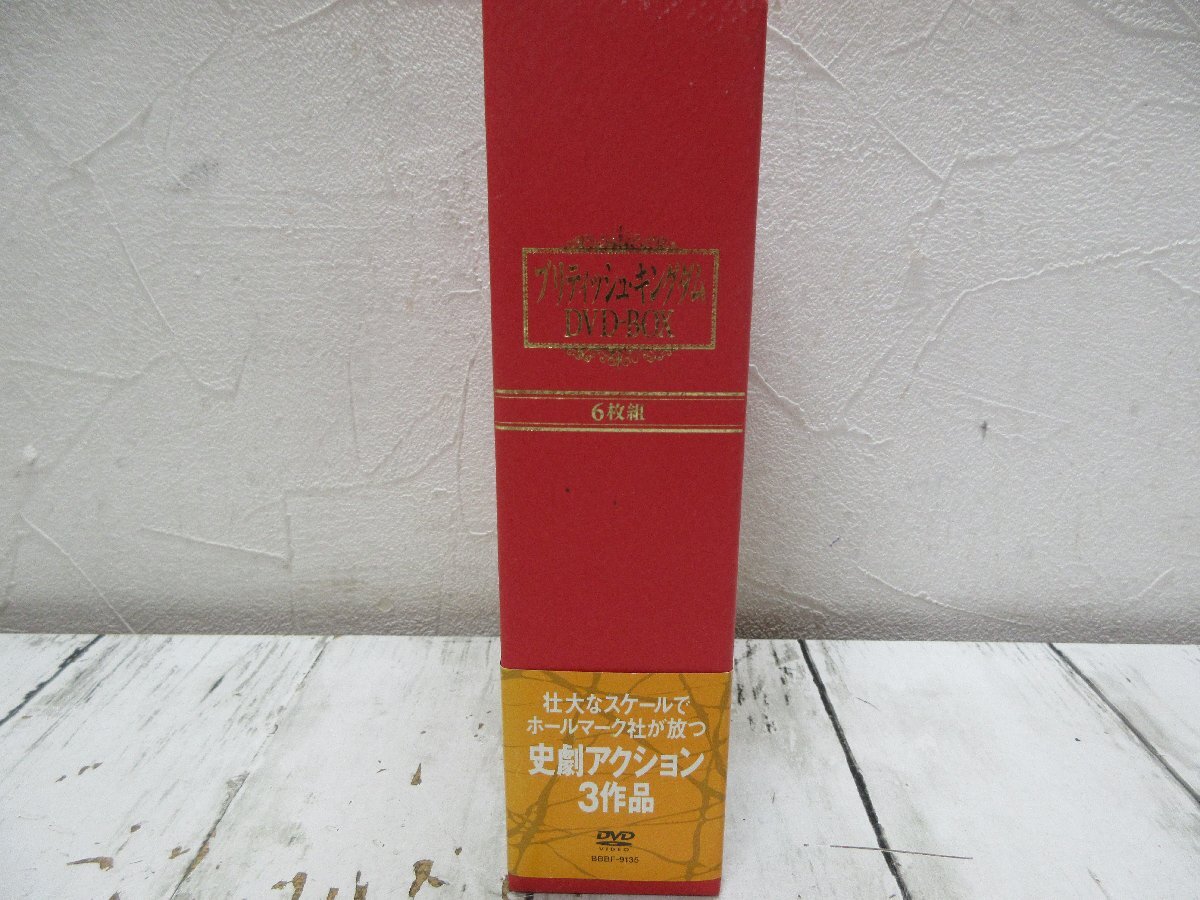 ブリティッシュ・キングダム
DVD-BOX
6枚組
壮大なスケールで
ホールマーク社が放つ
史劇アクション
3作品
DVD
VIDEO
BBBF-9135